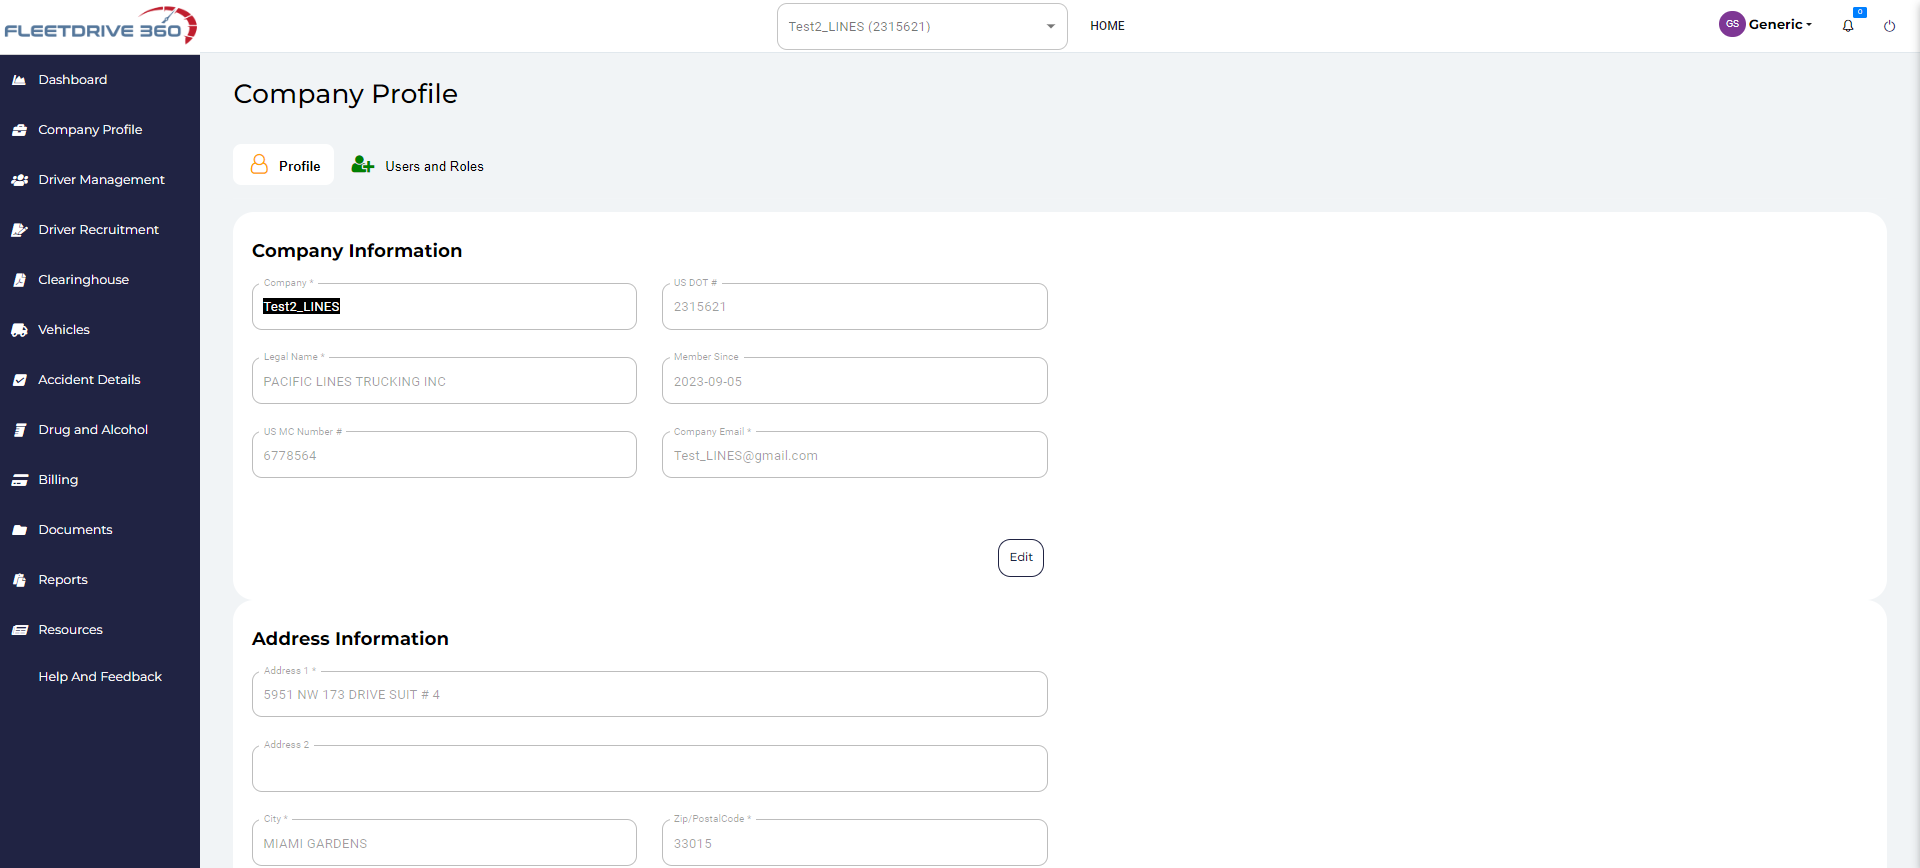 FLEETDRIVE 360
Test2_LINES (2315621)
HOME
GS
Generic
0
Dashboard
Company Profile
Driver Management
Driver Recruitment
Clearinghouse
Vehicles
Accident Details
Drug and Alcohol
Billing
Documents
Reports
Resources
Help And Feedback
Company Profile
Profile
Users and Roles
Company Information
Company *
Test2_LINES
US DOT #
2315621
Legal Name *
PACIFIC LINES TRUCKING INC
Member Since
2023-09-05
US MC Number #
6778564
Company Email *
Test_LINES@gmail.com
Edit
Address Information
Address 1 *
5951 NW 173 DRIVE SUIT # 4
Address 2
City *
MIAMI GARDENS
Zip/PostalCode *
33015